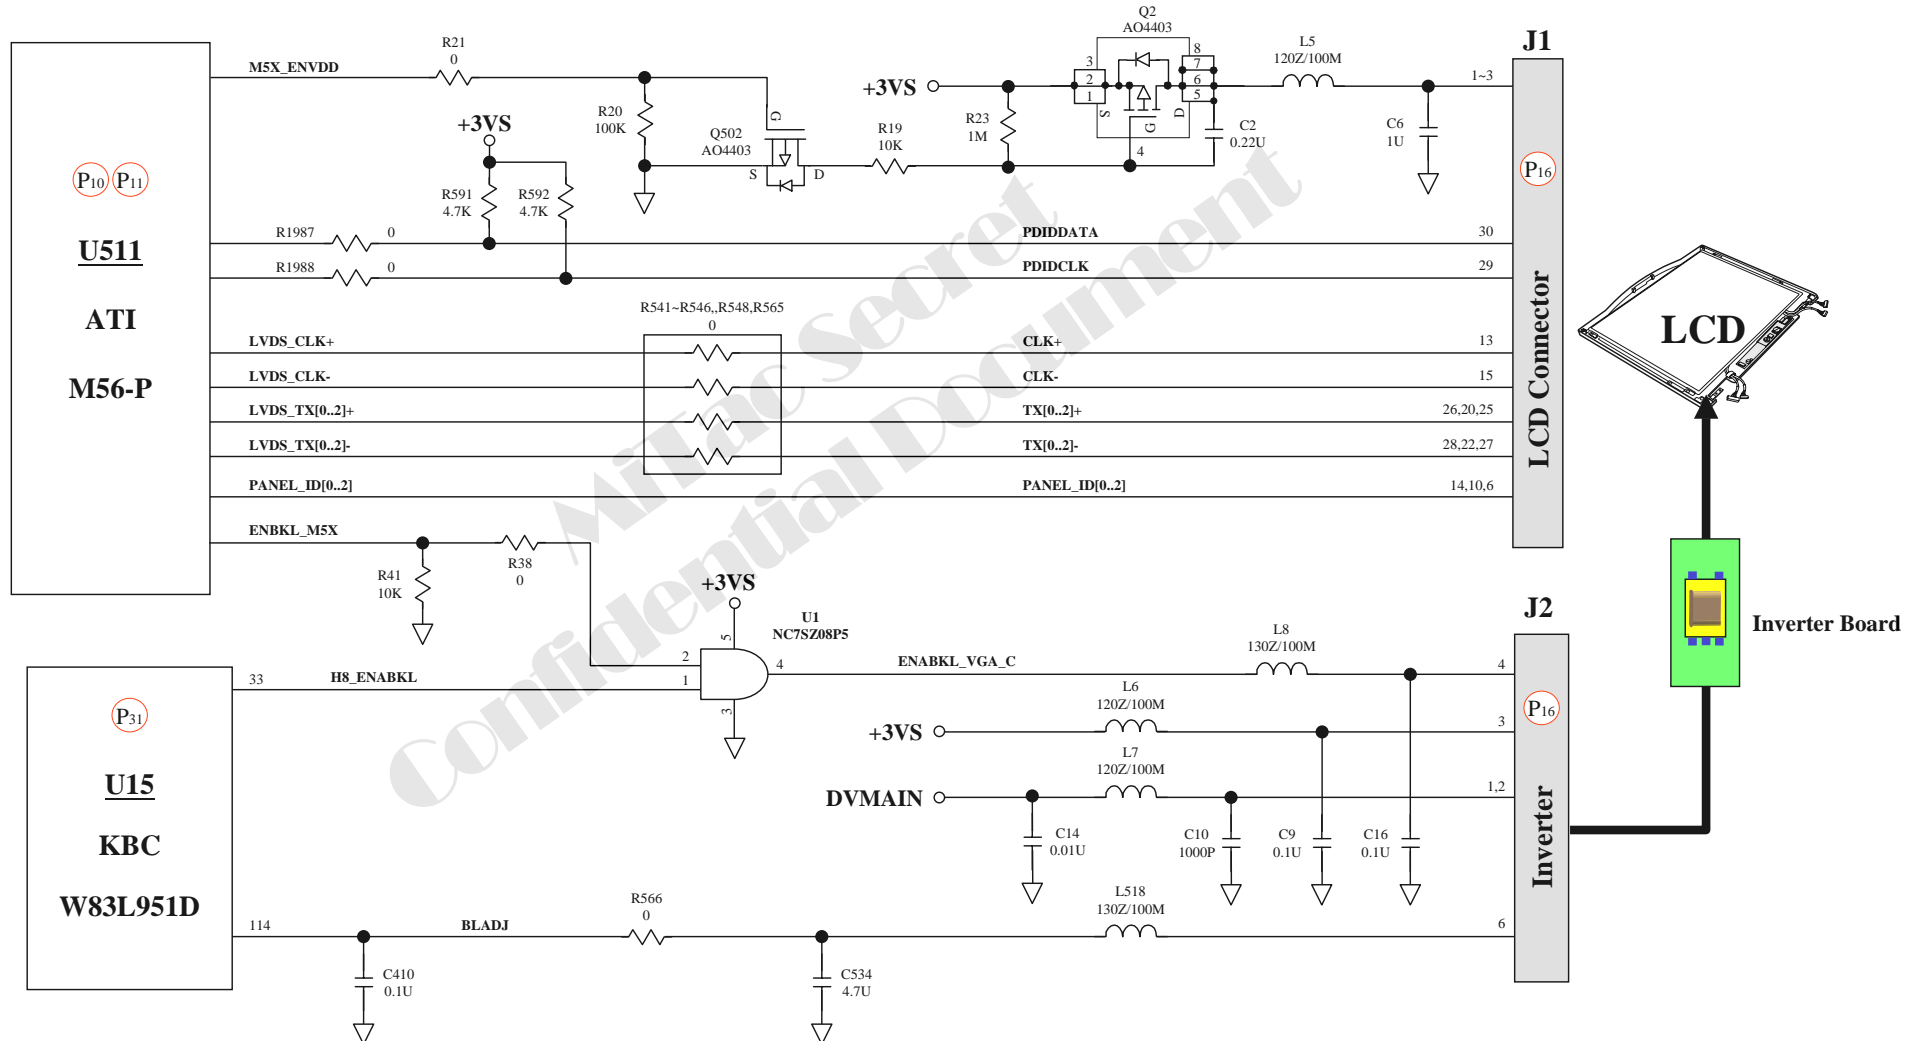 Q2
AO4403
J1
R21
0
L5
120Z/100M
M5X_ENVDD
3
2
1
8
7
6
5
1~3
+3VS
R20
100K
G
Q502
AO4403
S
D
R19
10K
R23
1M
S
G
D
4
C2
0.22U
C6
1U
+3VS
P10
P11
P16
R591
4.7K
R592
4.7K
U511
ATI
M56-P
R1987
0
PDIDDATA
30
R1988
0
PDIDCLK
29
R541~R546,,R548,R565
0
LVDS_CLK+
CLK+
13
LVDS_CLK-
CLK-
15
LVDS_TX[0..2]+
TX[0..2]+
26,20,25
LVDS_TX[0..2]-
TX[0..2]-
28,22,27
PANEL_ID[0..2]
PANEL_ID[0..2]
14,10,6
LCD Connector
LCD
ENBKL_M5X
R38
0
R41
10K
+3VS
U1
NC7SZ08P5
5
2
1
4
3
J2
Inverter Board
L8
130Z/100M
ENABKL_VGA_C
4
33
H8_ENABKL
P31
P16
L6
120Z/100M
+3VS
3
L7
120Z/100M
DVMAIN
1,2
U15
KBC
W83L951D
C14
0.01U
C10
1000P
C9
0.1U
C16
0.1U
Inverter
R566
0
L518
130Z/100M
114
BLADJ
6
C410
0.1U
C534
4.7U
MiTac Secret
Confidential Document